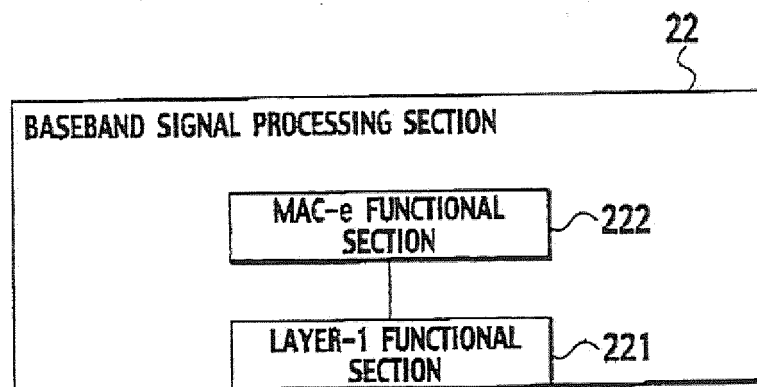 22
BASEBAND SIGNAL PROCESSING SECTION
MAC-e FUNCTIONAL
SECTION
222
LAYER-1 FUNCTIONAL
SECTION
221